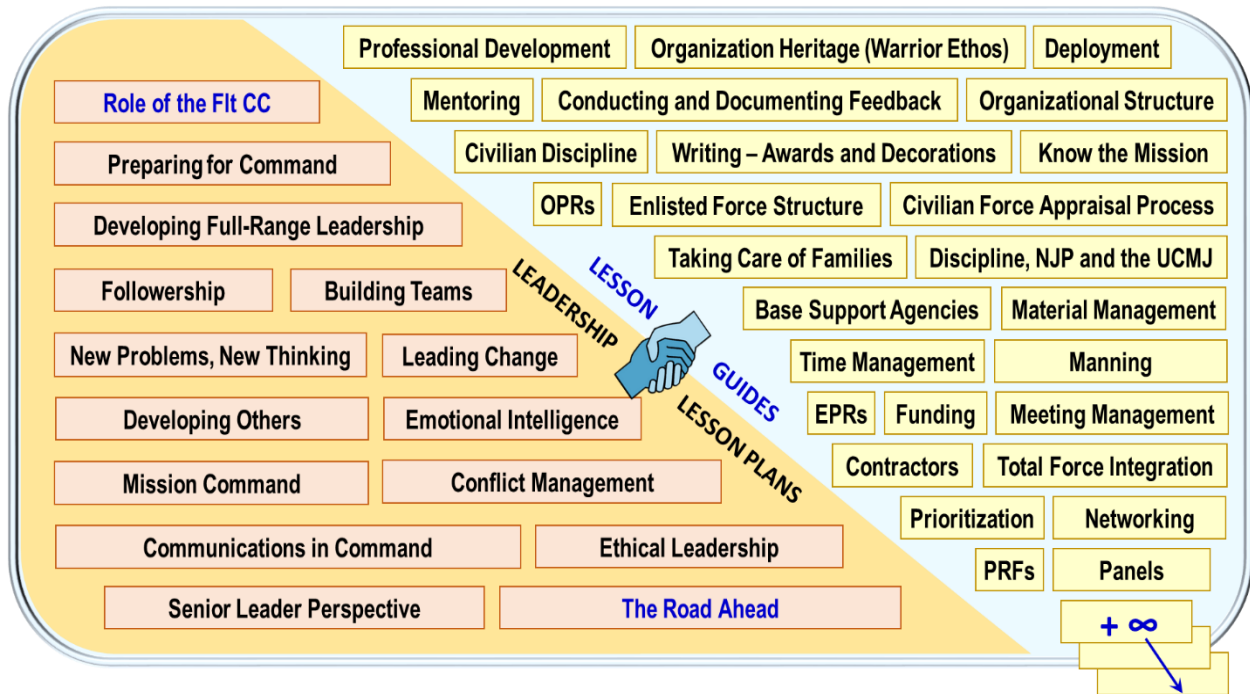 Role of the Flt CC
Preparing for Command
Developing Full-Range Leadership
Followership
Building Teams
New Problems, New Thinking
Leading Change
Developing Others
Emotional Intelligence
Mission Command
Conflict Management
Communications in Command
Ethical Leadership
Senior Leader Perspective
The Road Ahead
LEADERSHIP
LESSON PLANS
LESSON
GUIDES
Professional Development
Organization Heritage (Warrior Ethos)
Deployment
Mentoring
Conducting and Documenting Feedback
Organizational Structure
Civilian Discipline
Writing – Awards and Decorations
Know the Mission
OPRs
Enlisted Force Structure
Civilian Force Appraisal Process
Taking Care of Families
Discipline, NJP and the UCMJ
Base Support Agencies
Material Management
Time Management
Manning
EPRs
Funding
Meeting Management
Contractors
Total Force Integration
Prioritization
Networking
PRFs
Panels
+ ∞